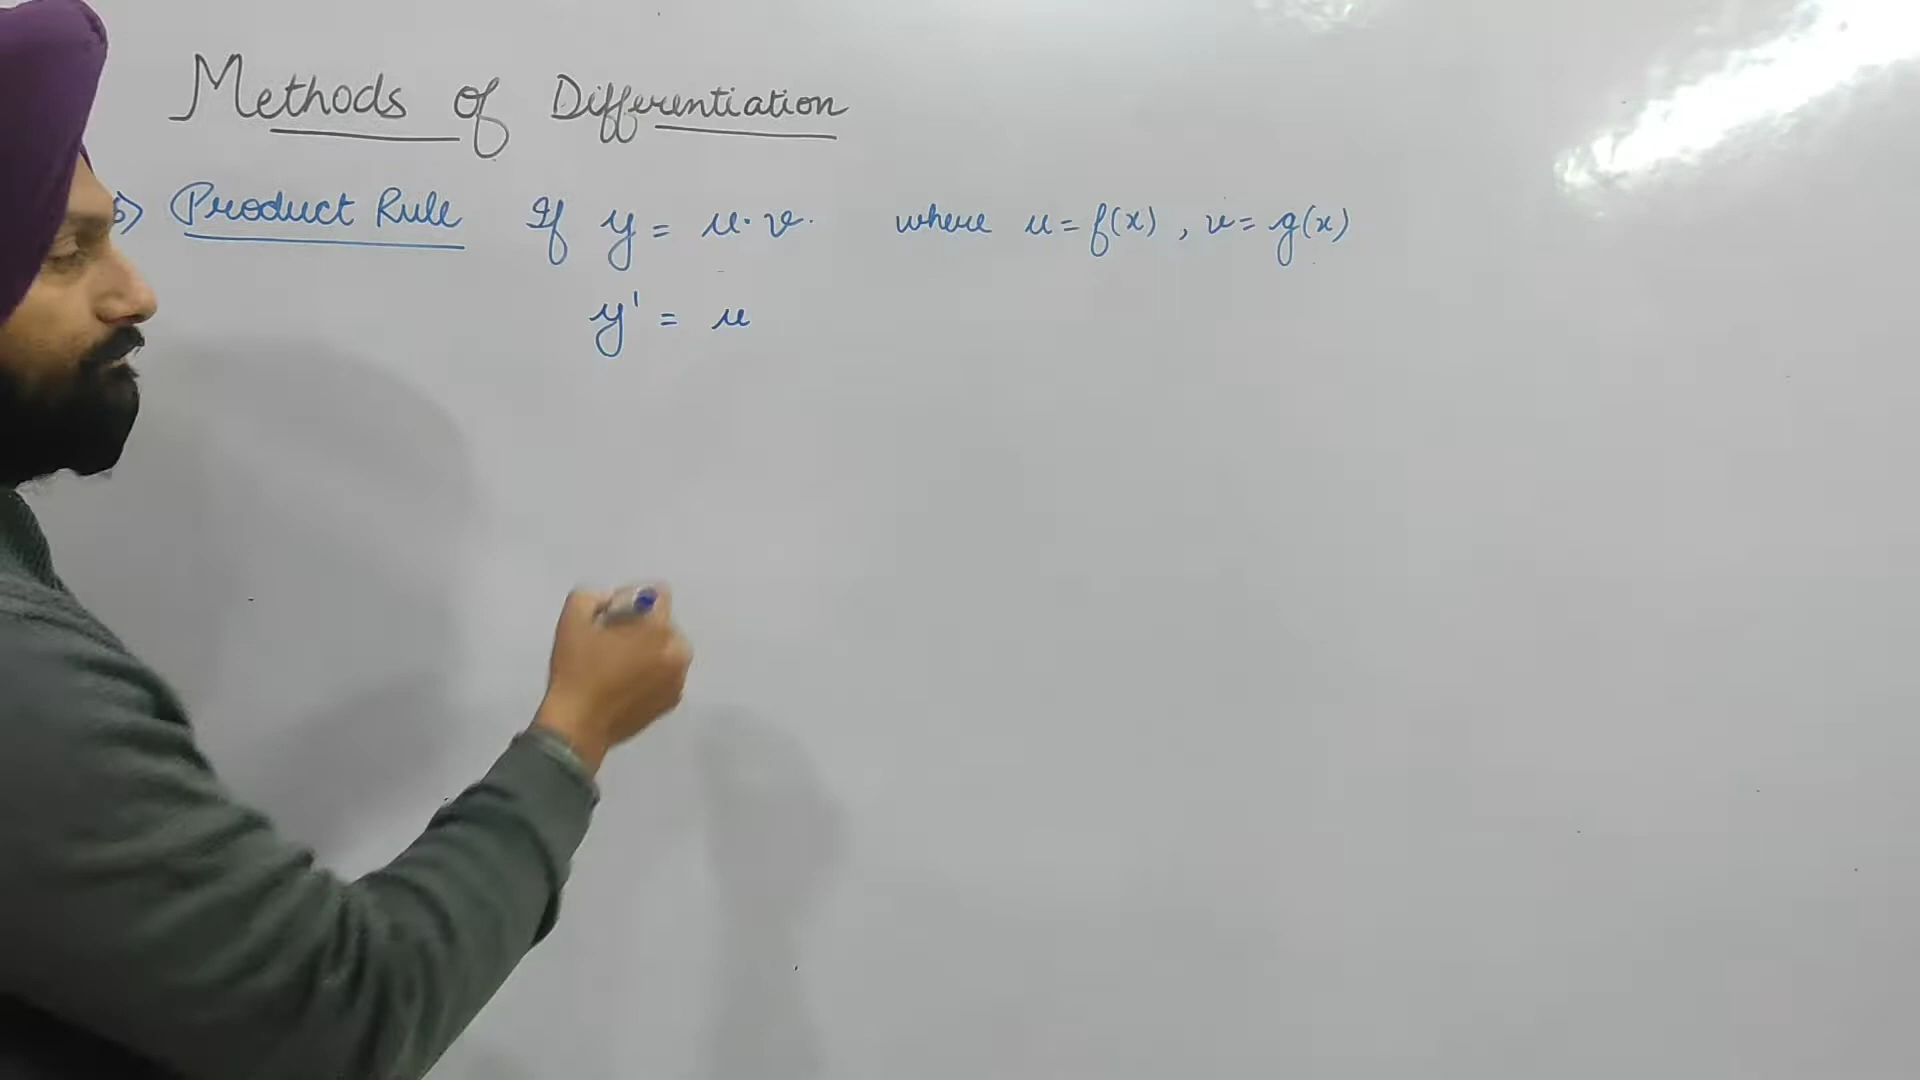 Methods of Differentiation
) Product Rule If y = u·v. where u = f(x) , v = g(x)
y' = u